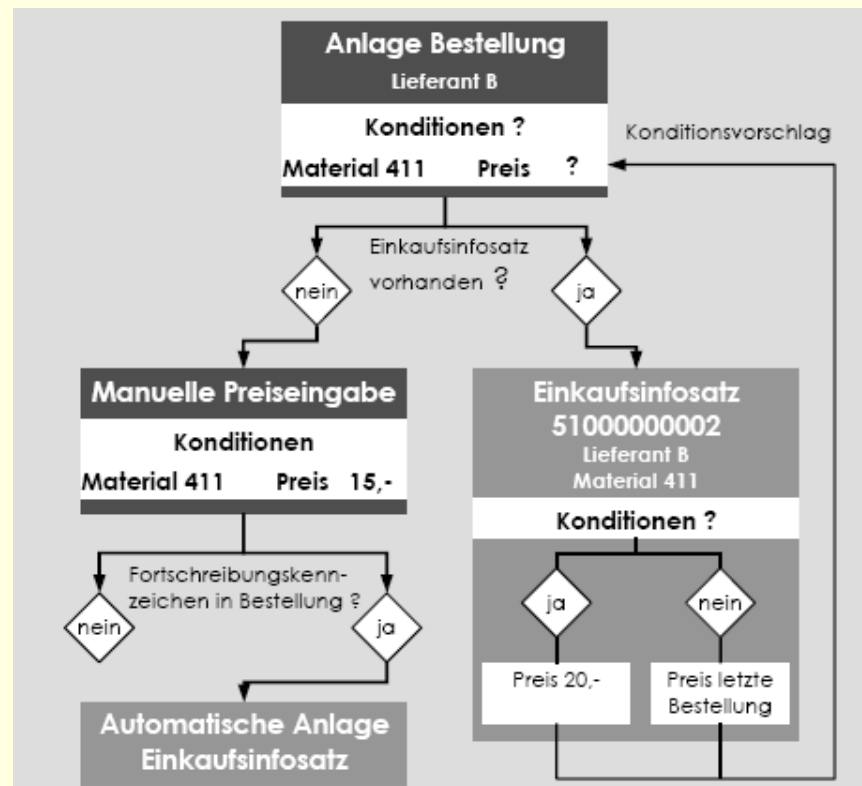 Anlage Bestellung
Lieferant B
Konditionen ?
Material 411 Preis ?
Konditionsvorschlag
Einkaufsinfosatz
vorhanden ?
nein
ja
Manuelle Preiseingabe
Konditionen
Material 411 Preis 15,-
Fortschreibungskenn-
zeichen in Bestellung ?
nein
ja
Automatische Anlage
Einkaufsinfosatz
Einkaufsinfosatz
51000000002
Lieferant B
Material 411
Konditionen ?
ja
nein
Preis 20,-
Preis letzte
Bestellung